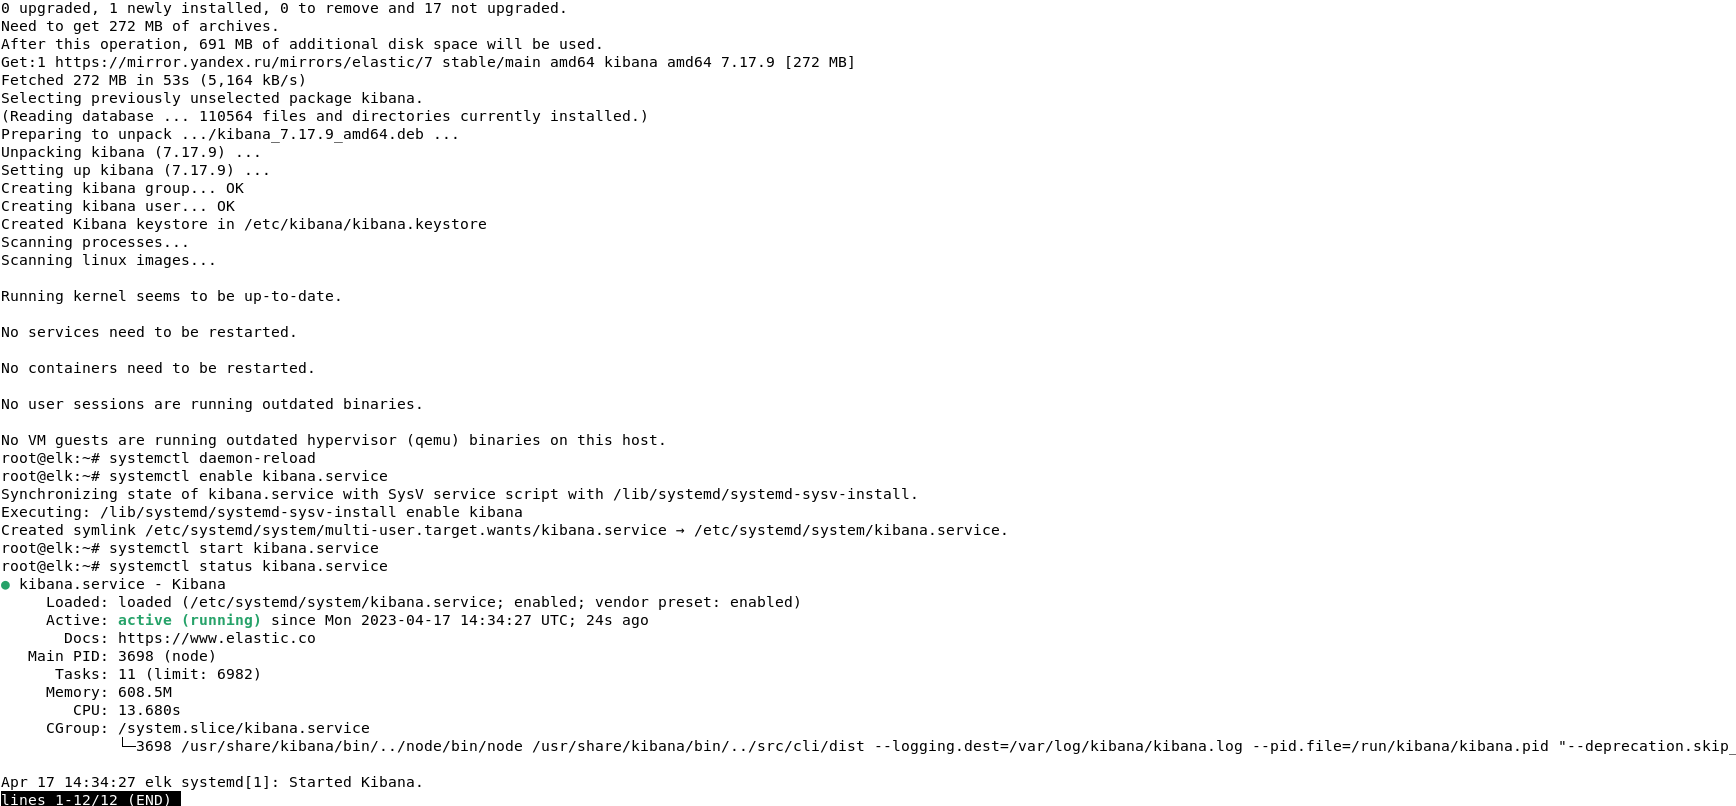 0 upgraded, 1 newly installed, 0 to remove and 17 not upgraded.
Need to get 272 MB of archives.
After this operation, 691 MB of additional disk space will be used.
Get:1 https://mirror.yandex.ru/mirrors/elastic/7 stable/main amd64 kibana amd64 7.17.9 [272 MB]
Fetched 272 MB in 53s (5,164 kB/s)
Selecting previously unselected package kibana.
(Reading database ... 110564 files and directories currently installed.)
Preparing to unpack .../kibana_7.17.9_amd64.deb ...
Unpacking kibana (7.17.9) ...
Setting up kibana (7.17.9) ...
Creating kibana group... OK
Creating kibana user... OK
Created Kibana keystore in /etc/kibana/kibana.keystore
Scanning processes...
Scanning linux images...

Running kernel seems to be up-to-date.

No services need to be restarted.

No containers need to be restarted.

No user sessions are running outdated binaries.

No VM guests are running outdated hypervisor (qemu) binaries on this host.
root@elk:~# systemctl daemon-reload
root@elk:~# systemctl enable kibana.service
Synchronizing state of kibana.service with SysV service script with /lib/systemd/systemd-sysv-install.
Executing: /lib/systemd/systemd-sysv-install enable kibana
Created symlink /etc/systemd/system/multi-user.target.wants/kibana.service → /etc/systemd/system/kibana.service.
root@elk:~# systemctl start kibana.service
root@elk:~# systemctl status kibana.service
● kibana.service - Kibana
     Loaded: loaded (/etc/systemd/system/kibana.service; enabled; vendor preset: enabled)
     Active: active (running) since Mon 2023-04-17 14:34:27 UTC; 24s ago
       Docs: https://www.elastic.co
   Main PID: 3698 (node)
      Tasks: 11 (limit: 6982)
     Memory: 608.5M
        CPU: 13.680s
     CGroup: /system.slice/kibana.service
             └─3698 /usr/share/kibana/bin/../node/bin/node /usr/share/kibana/bin/../src/cli/dist --logging.dest=/var/log/kibana/kibana.log --pid.file=/run/kibana/kibana.pid "--deprecation.skip_

Apr 17 14:34:27 elk systemd[1]: Started Kibana.
lines 1-12/12 (END)